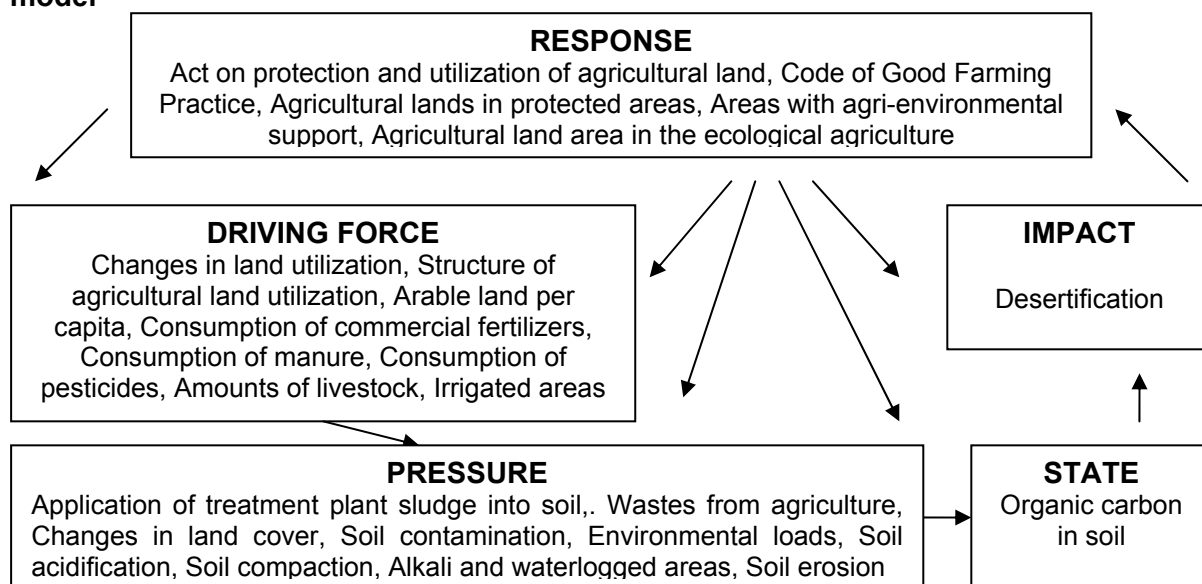 model
RESPONSE
Act on protection and utilization of agricultural land, Code of Good Farming
Practice, Agricultural lands in protected areas, Areas with agri-environmental
support, Agricultural land area in the ecological agriculture
DRIVING FORCE
Changes in land utilization, Structure of
agricultural land utilization, Arable land per
capita, Consumption of commercial fertilizers,
Consumption of manure, Consumption of
pesticides, Amounts of livestock, Irrigated areas
IMPACT
Desertification
PRESSURE
Application of treatment plant sludge into soil,. Wastes from agriculture,
Changes in land cover, Soil contamination, Environmental loads, Soil
acidification, Soil compaction, Alkali and waterlogged areas, Soil erosion
STATE
Organic carbon
in soil